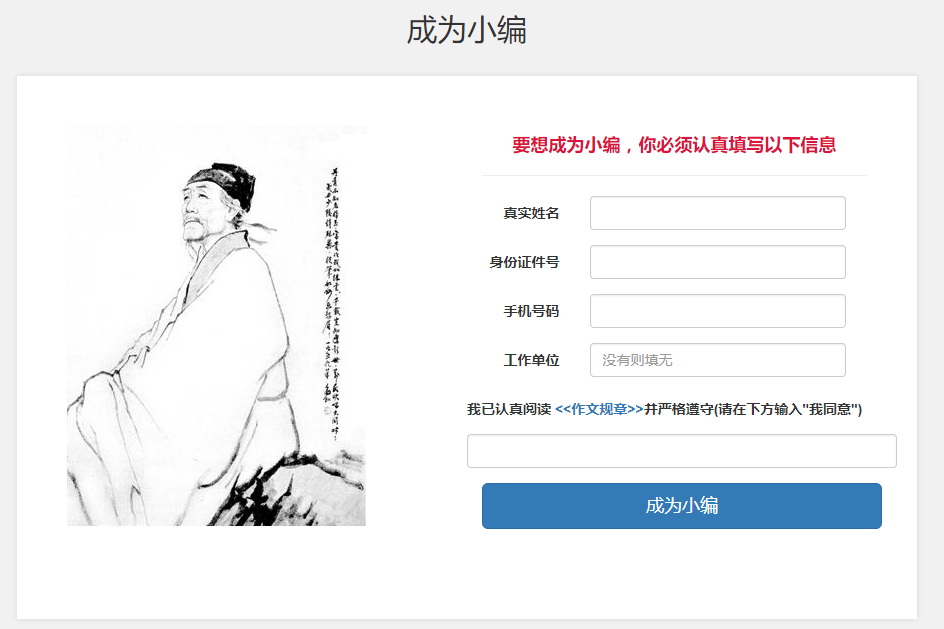 成为小编
要想成为小编，你必须认真填写以下信息
真实姓名
身份证件号
手机号码
工作单位
没有则填无
我已认真阅读 <<作文规章>>并严格遵守(请在下方输入"我同意")
成为小编